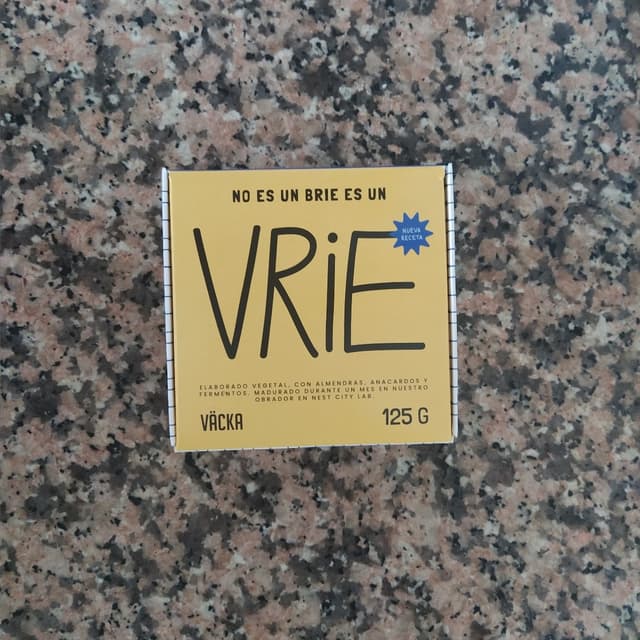 NO ES UN BRIE ES UN
VRiE
NUEVA
RECETA
ELABORADO VEGETAL, CON ALMENDRAS, ANACARDOS Y
FERMENTOS. MADURADO DURANTE UN MES EN NUESTRO
OBRADOR EN NEST CITY LAB.
VÄCKA
125 G